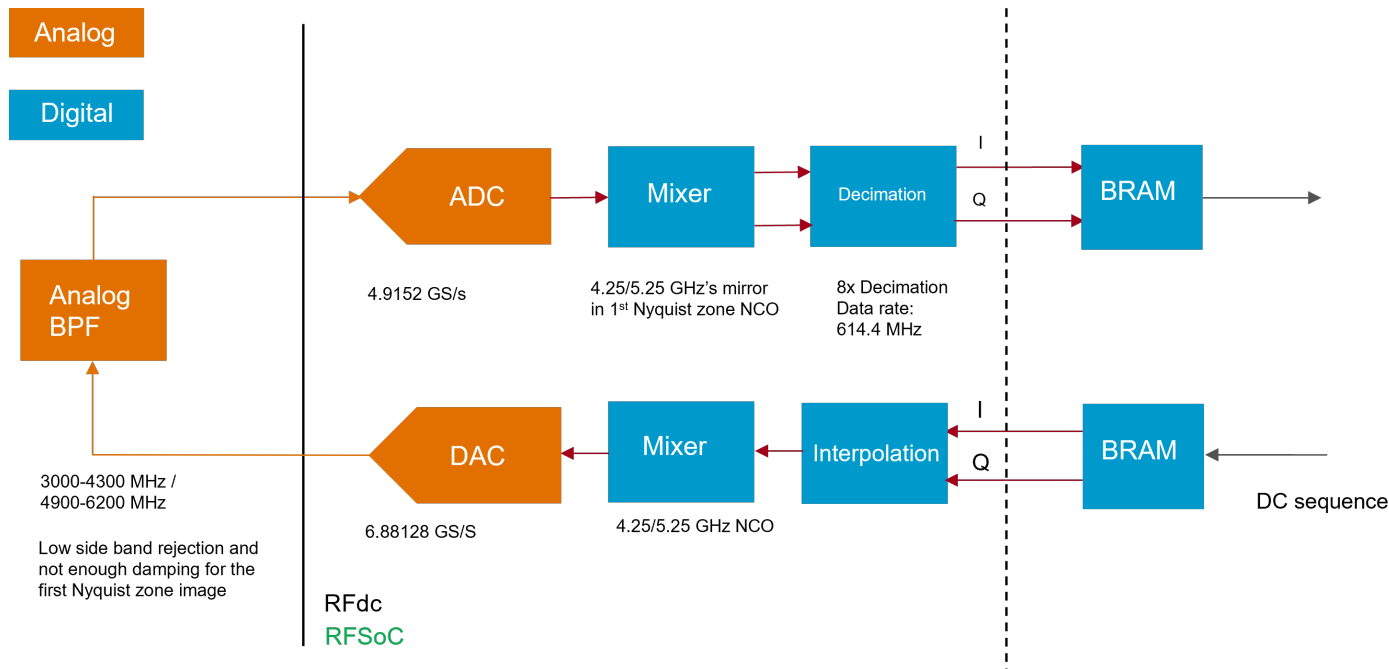 Analog
Digital
ADC
Mixer
Decimation
I
Q
BRAM
4.9152 GS/s
4.25/5.25 GHz’s mirror
in 1st Nyquist zone NCO
8x Decimation
Data rate:
614.4 MHz
Analog
BPF
DAC
Mixer
Interpolation
I
Q
BRAM
DC sequence
6.88128 GS/S
4.25/5.25 GHz NCO
3000-4300 MHz /
4900-6200 MHz
Low side band rejection and
not enough damping for the
first Nyquist zone image
RFdc
RFSoC